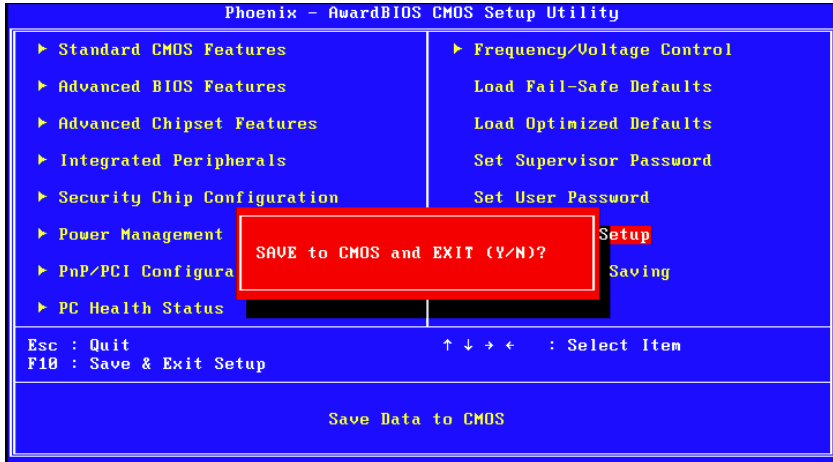 Phoenix - AwardBIOS CMOS Setup Utility
► Standard CMOS Features
► Advanced BIOS Features
► Advanced Chipset Features
► Integrated Peripherals
► Security Chip Configuration
► Power Management
► PnP/PCI Configura
► PC Health Status
► Frequency/Voltage Control
Load Fail-Safe Defaults
Load Optimized Defaults
Set Supervisor Password
Set User Password
Setup
Saving
SAVE to CMOS and EXIT (Y/N)?
Esc : Quit
F10 : Save & Exit Setup
↑ ↓ → ← : Select Item
Save Data to CMOS